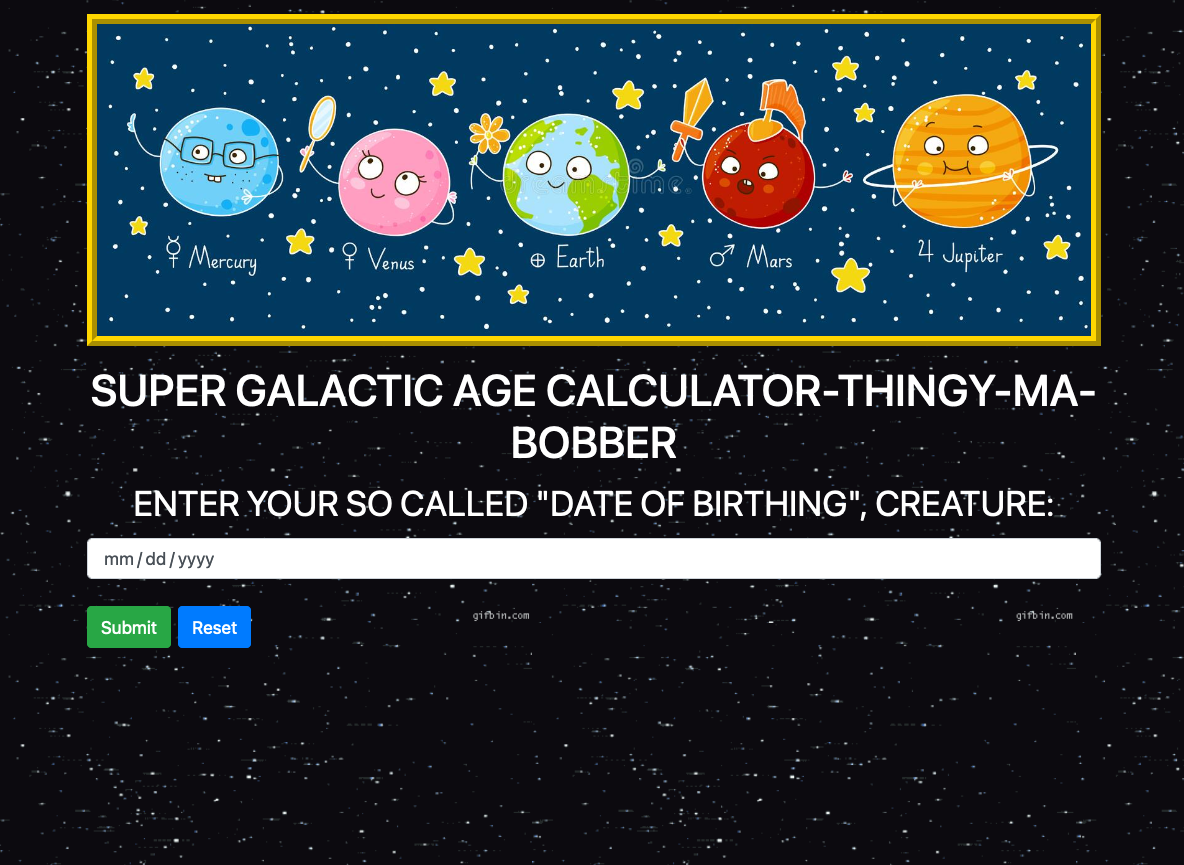 ☿ Mercury ♀ Venus ⊕ Earth ♂ Mars ♃ Jupiter
SUPER GALACTIC AGE CALCULATOR-THINGY-MA-
BOBBER
ENTER YOUR SO CALLED "DATE OF BIRTHING", CREATURE:
mm/dd/yyyy
Submit Reset
gifbin.com gifbin.com